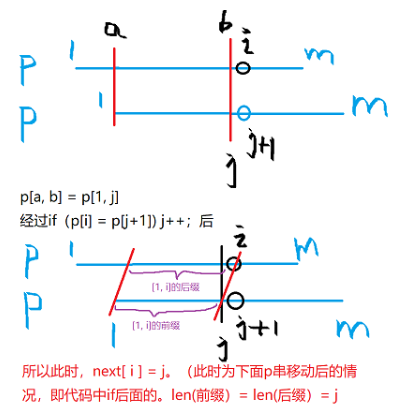 a b i
P 1 m
P 1 m
j j+1
p[a, b] = p[1, j]
经过if（p[i] = p[j+1]）j++；后
i
P 1 m
[1, i]的后缀
P
[1, i]的前缀
1 j j+1 m
所以此时，next[ i ] = j。（此时为下面p串移动后的情
况，即代码中if后面的。len(前缀）= len(后缀）= j